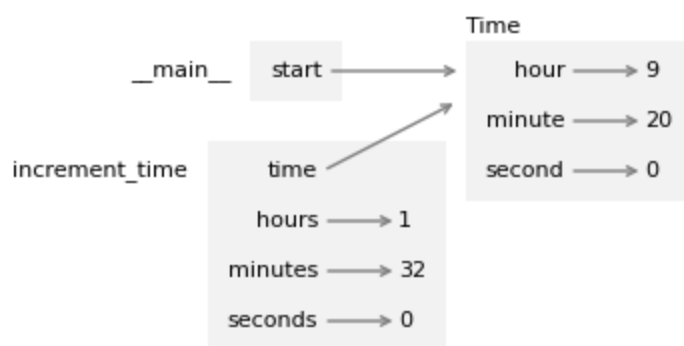 Time
__main__ start hour 9
minute 20
increment_time time second 0
hours 1
minutes 32
seconds 0